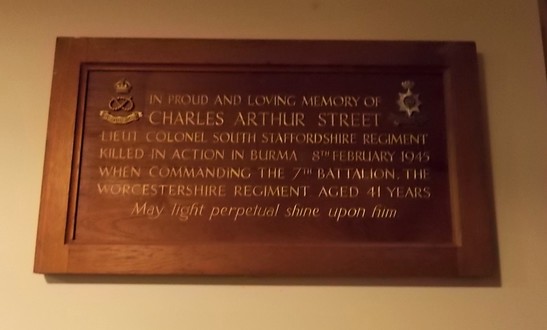 IN PROUD AND LOVING MEMORY OF
CHARLES ARTHUR STREET
LIEUT COLONEL SOUTH STAFFORDSHIRE REGIMENT
KILLED IN ACTION IN BURMA 8TH FEBRUARY 1945
WHEN COMMANDING THE 7TH BATTALION. THE
WORCESTERSHIRE REGIMENT. AGED 41 YEARS
May light perpetual shine upon him